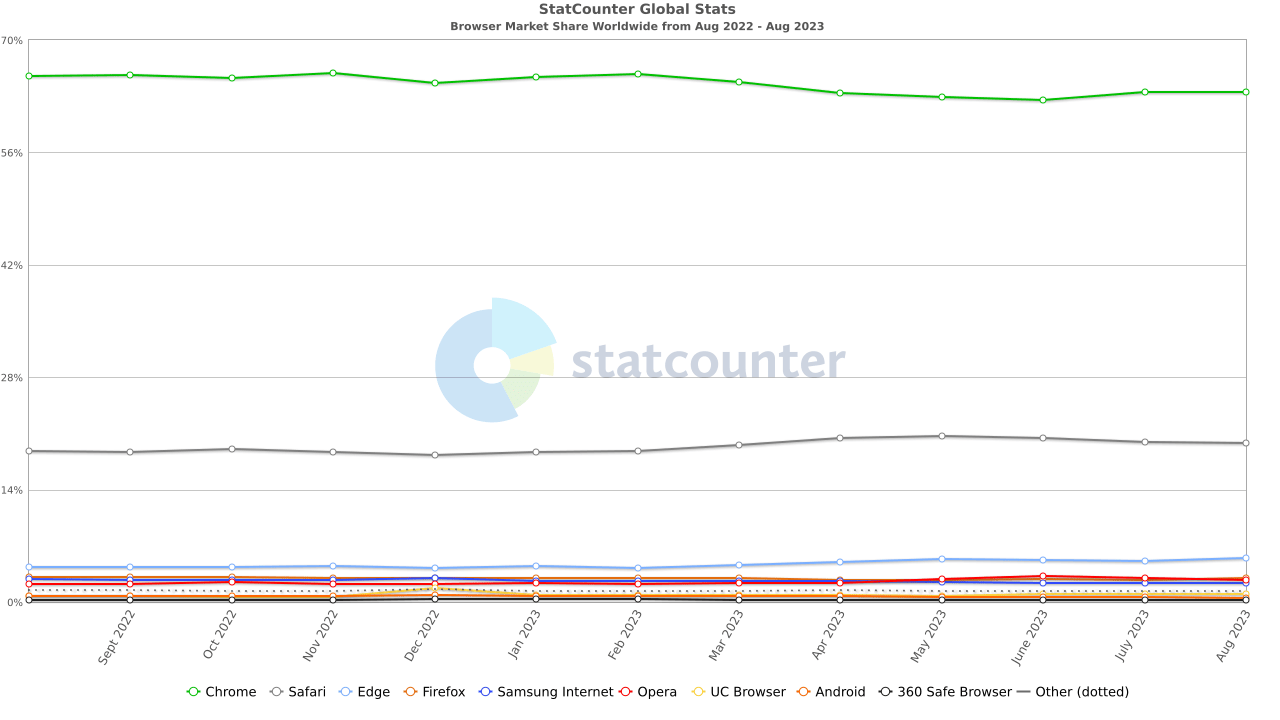 StatCounter Global Stats
Browser Market Share Worldwide from Aug 2022 - Aug 2023
70%
56%
42%
28%
14%
0%
statcounter
Sept 2022
Oct 2022
Nov 2022
Dec 2022
Jan 2023
Feb 2023
Mar 2023
Apr 2023
May 2023
June 2023
July 2023
Aug 2023
Chrome Safari Edge Firefox Samsung Internet Opera UC Browser Android 360 Safe Browser Other (dotted)